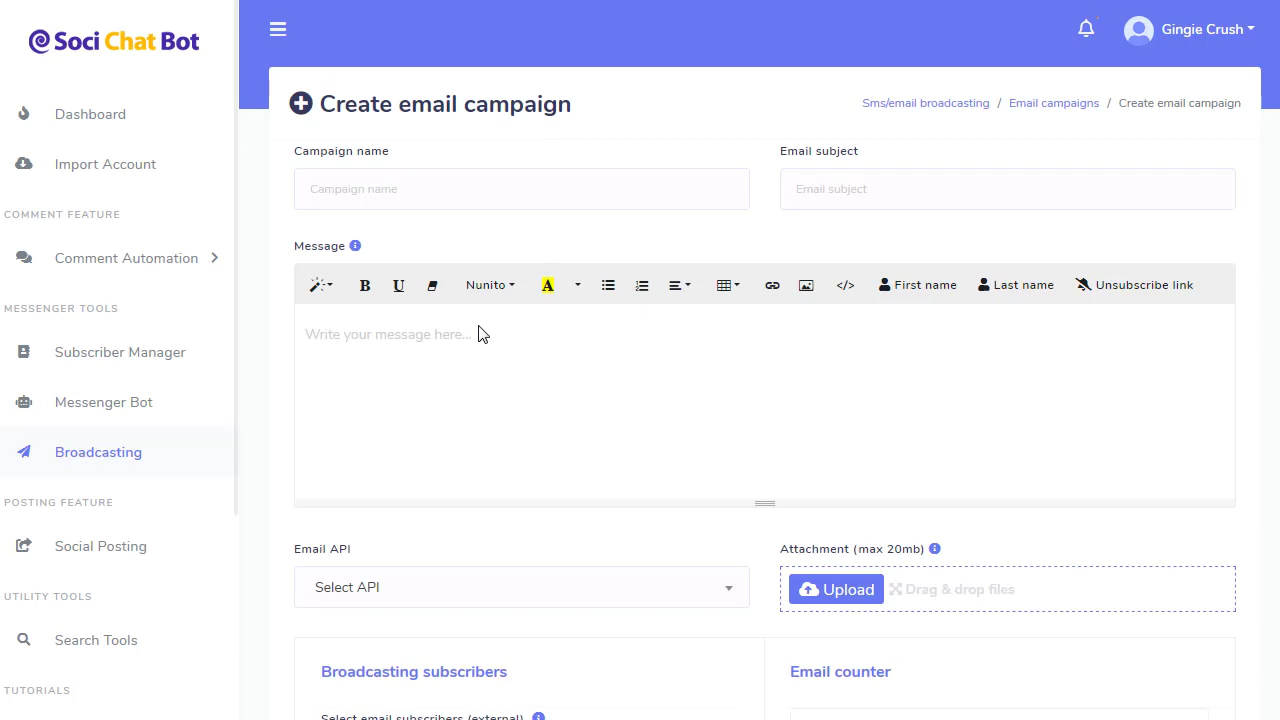 Soci Chat Bot
Gingie Crush
Dashboard
Import Account
COMMENT FEATURE
Comment Automation
MESSENGER TOOLS
Subscriber Manager
Messenger Bot
Broadcasting
POSTING FEATURE
Social Posting
UTILITY TOOLS
Search Tools
TUTORIALS
Create email campaign
Sms/email broadcasting / Email campaigns / Create email campaign
Campaign name
Email subject
Campaign name
Email subject
Message
B U Nunito A </> First name Last name Unsubscribe link
Write your message here...
Email API
Attachment (max 20mb)
Select API
Upload Drag & drop files
Broadcasting subscribers
Email counter
Select email subscribers (external)